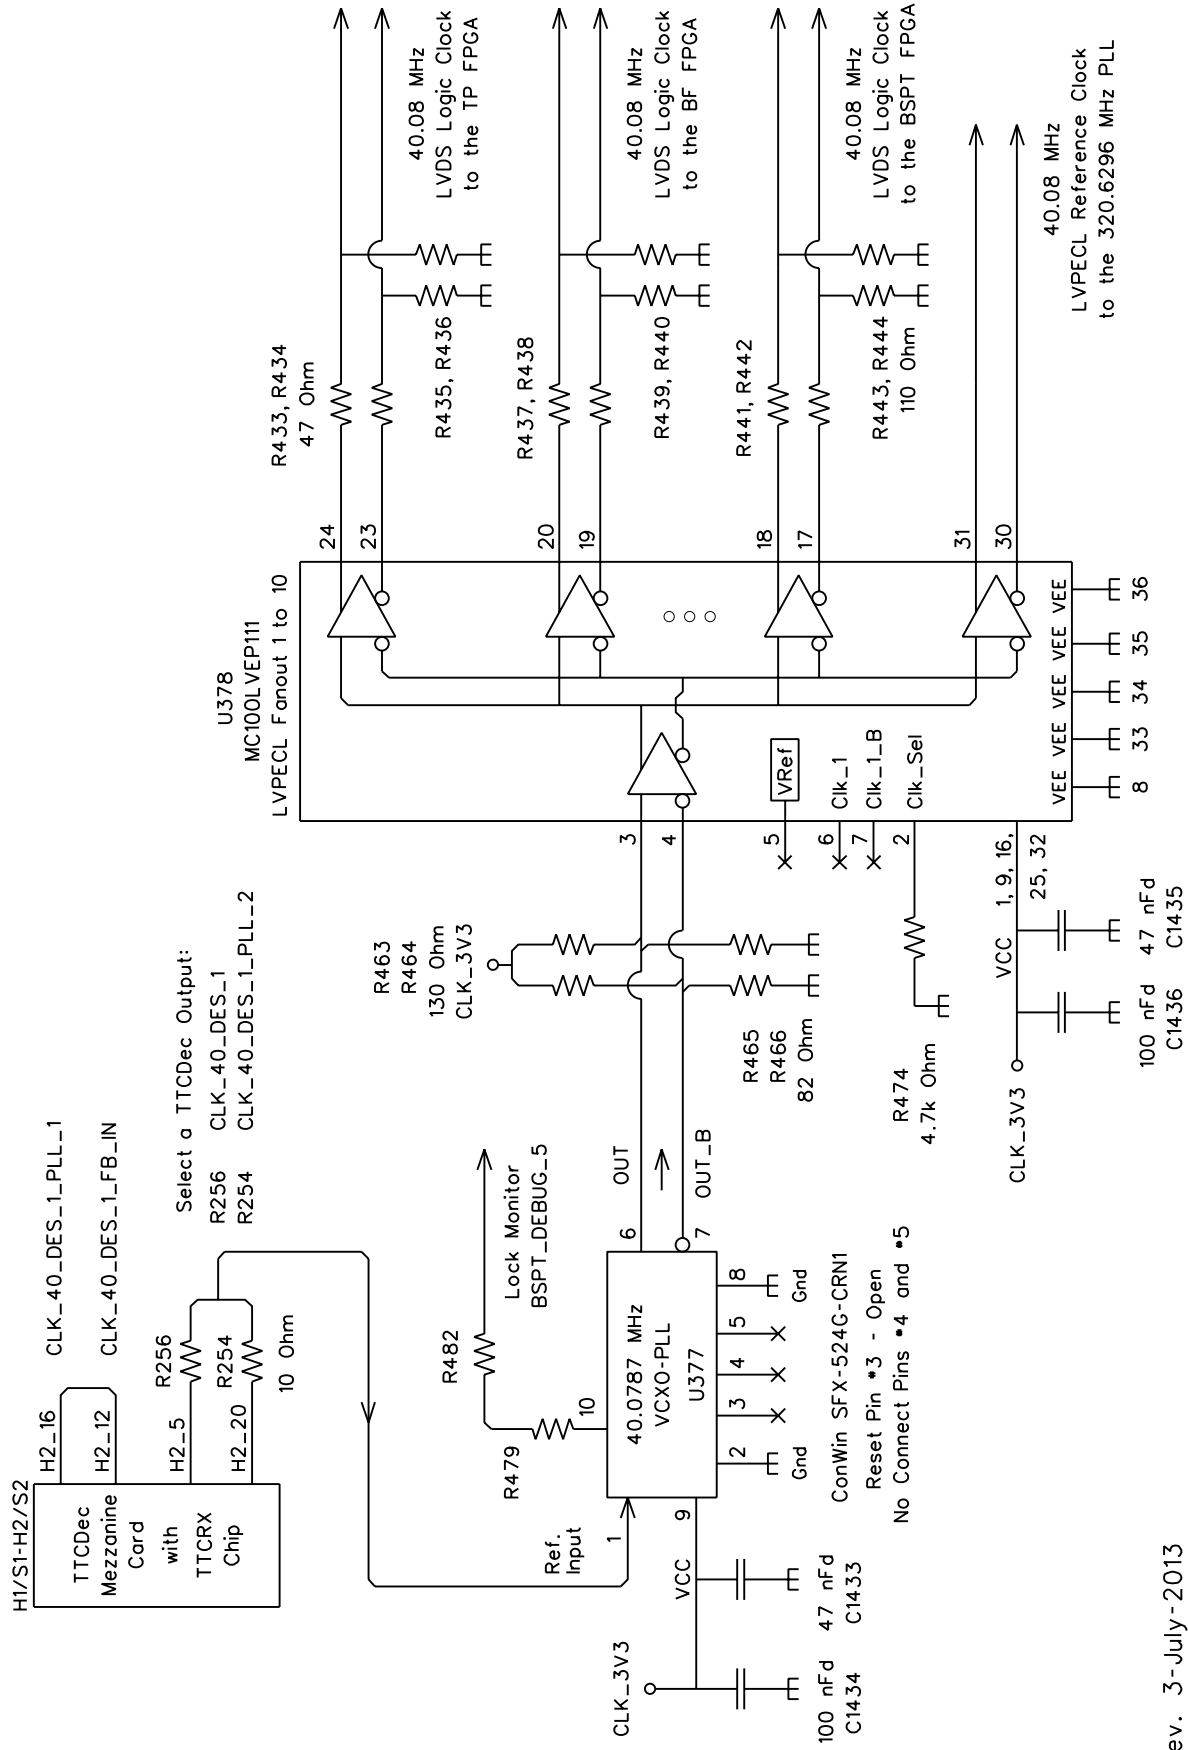 H1/S1-H2/S2
TTCDec
Mezzanine
Card
with
TTCRX
Chip
H2_16
H2_12
H2_5
H2_20
CLK_40_DES_1_PLL_1
CLK_40_DES_1_FB_IN
R256
R254
10 Ohm
Select a TTCDec Output:
R256 CLK_40_DES_1
R254 CLK_40_DES_1_PLL_2
R479
R482
Lock Monitor
BSPT_DEBUG_5
Ref.
Input
1
10
40.0787 MHz
VCXO-PLL
U377
6
7
OUT
OUT_B
9
2
3
4
5
8
Gnd
Gnd
ConWin SFX-524G-CRN1
Reset Pin #3 - Open
No Connect Pins #4 and #5
CLK_3V3
VCC
100 nFd
C1434
47 nFd
C1433
R463
R464
130 Ohm
CLK_3V3
R465
R466
82 Ohm
R474
4.7k Ohm
CLK_3V3
VCC
1, 9, 16,
25, 32
100 nFd
C1436
47 nFd
C1435
U378
MC100LVEP111
LVPECL Fanout 1 to 10
3
4
5
VRef
6
Clk_1
7
Clk_1_B
2
Clk_Sel
VEE VEE VEE VEE VEE
8 33 34 35 36
24
23
20
19
18
17
31
30
R433, R434
47 Ohm
R435, R436
R437, R438
R439, R440
R441, R442
R443, R444
110 Ohm
40.08 MHz
LVDS Logic Clock
to the TP FPGA
40.08 MHz
LVDS Logic Clock
to the BF FPGA
40.08 MHz
LVDS Logic Clock
to the BSPT FPGA
40.08 MHz
LVPECL Reference Clock
to the 320.6296 MHz PLL
ev. 3-July-2013